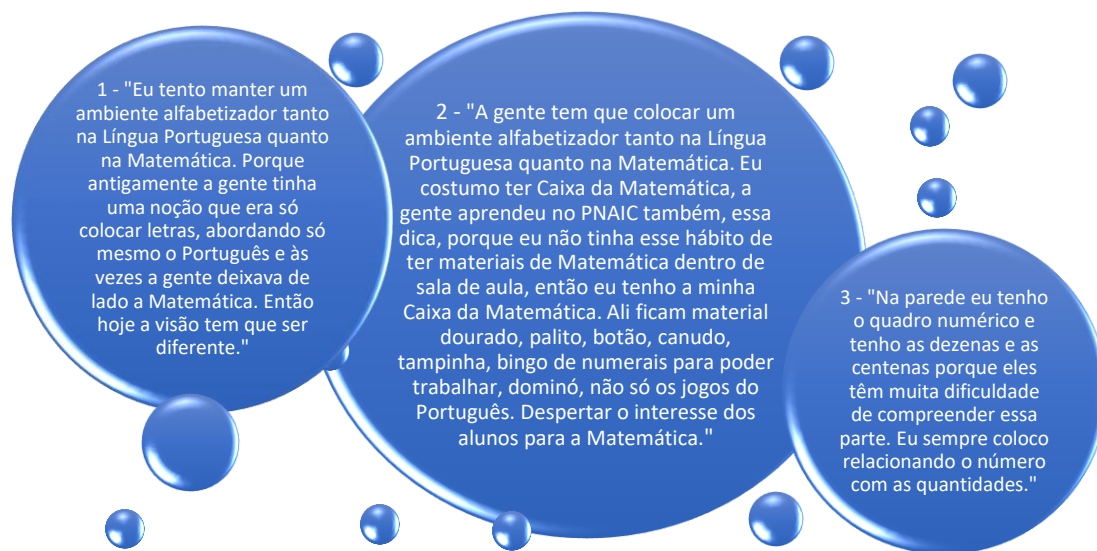 1 - "Eu tento manter um
ambiente alfabetizador tanto
na Língua Portuguesa quanto
na Matemática. Porque
antigamente a gente tinha
uma noção que era só
colocar letras, abordando só
mesmo o Português e às
vezes a gente deixava de
lado a Matemática. Então
hoje a visão tem que ser
diferente."
2 - "A gente tem que colocar um
ambiente alfabetizador tanto na Língua
Portuguesa quanto na Matemática. Eu
costumo ter Caixa da Matemática, a
gente aprendeu no PNAIC também, essa
dica, porque eu não tinha esse hábito de
ter materiais de Matemática dentro de
sala de aula, então eu tenho a minha
Caixa da Matemática. Ali ficam material
dourado, palito, botão, canudo,
tampinha, bingo de numerais para poder
trabalhar, dominó, não só os jogos do
Português. Despertar o interesse dos
alunos para a Matemática."
3 - "Na parede eu tenho
o quadro numérico e
tenho as dezenas e as
centenas porque eles
têm muita dificuldade
de compreender essa
parte. Eu sempre coloco
relacionando o número
com as quantidades."